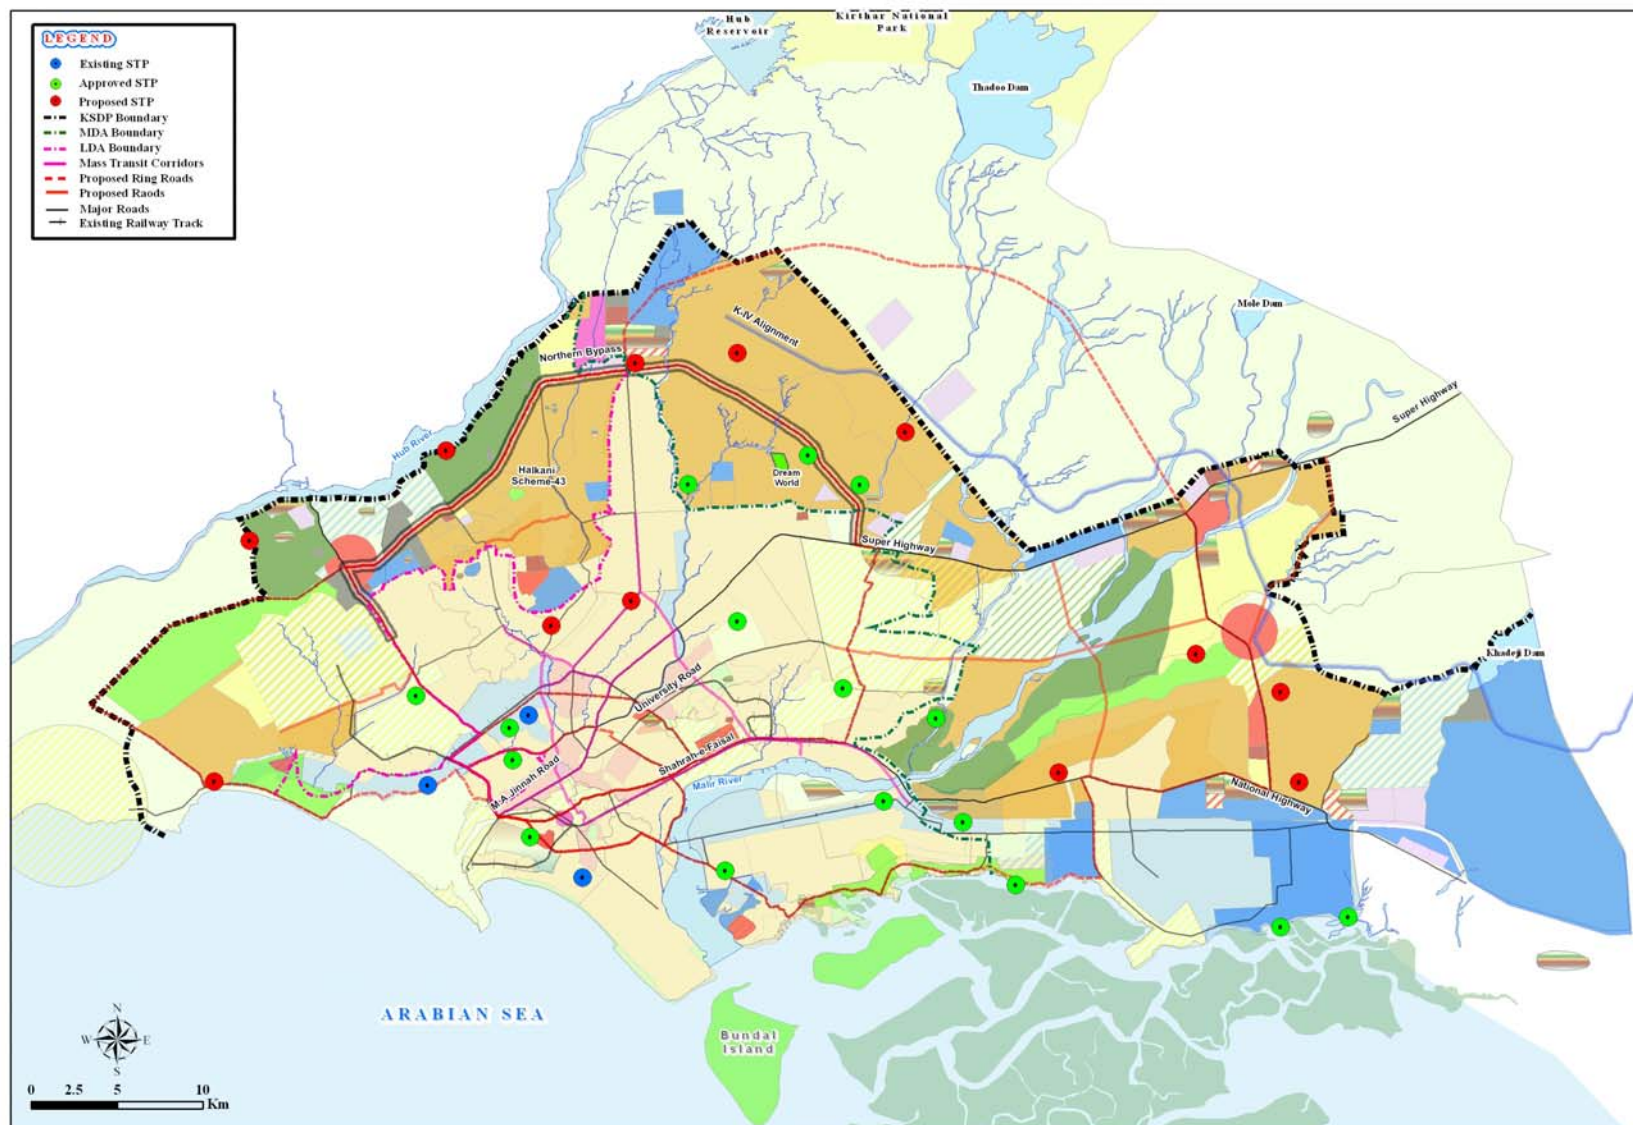 LEGEND
Existing STP
Approved STP
Proposed STP
KSDP Boundary
MDA Boundary
LDA Boundary
Mass Transit Corridors
Proposed Ring Roads
Proposed Raods
Major Roads
Existing Railway Track
Hub
Reservoir
Kirthar National
Park
Thadoo Dam
Mole Dam
K-IV Alignment
Northern Bypass
Super Highway
Hub River
Halkani
Scheme-43
Dream
World
Super Highway
Khadeji Dam
University Road
Shahrah-e-Faisal
M-A Jinnah Road
Malir River
National Highway
ARABIAN SEA
Bundal
Island
N
W
E
S
0
2.5
5
10
Km